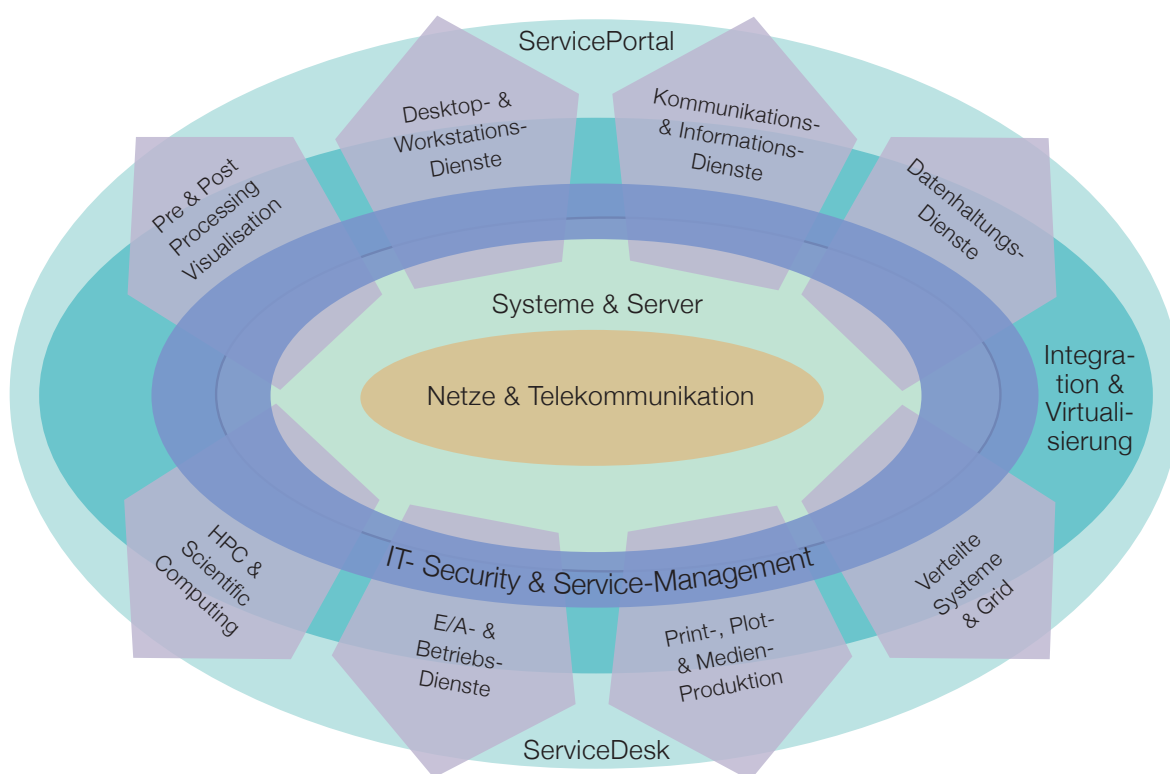 ServicePortal
Desktop- &
Workstations-
Dienste
Kommunikations-
& Informations-
Dienste
Pre & Post
Processing
Visualisation
Datenhaltungs-
Dienste
Systeme & Server
Netze & Telekommunikation
Integra-
tion &
Virtuali-
sierung
HPC &
Scientific
Computing
IT- Security & Service-Management
Verteilte
Systeme
& Grid
E/A- &
Betriebs-
Dienste
Print-, Plot-
& Medien-
Produktion
ServiceDesk